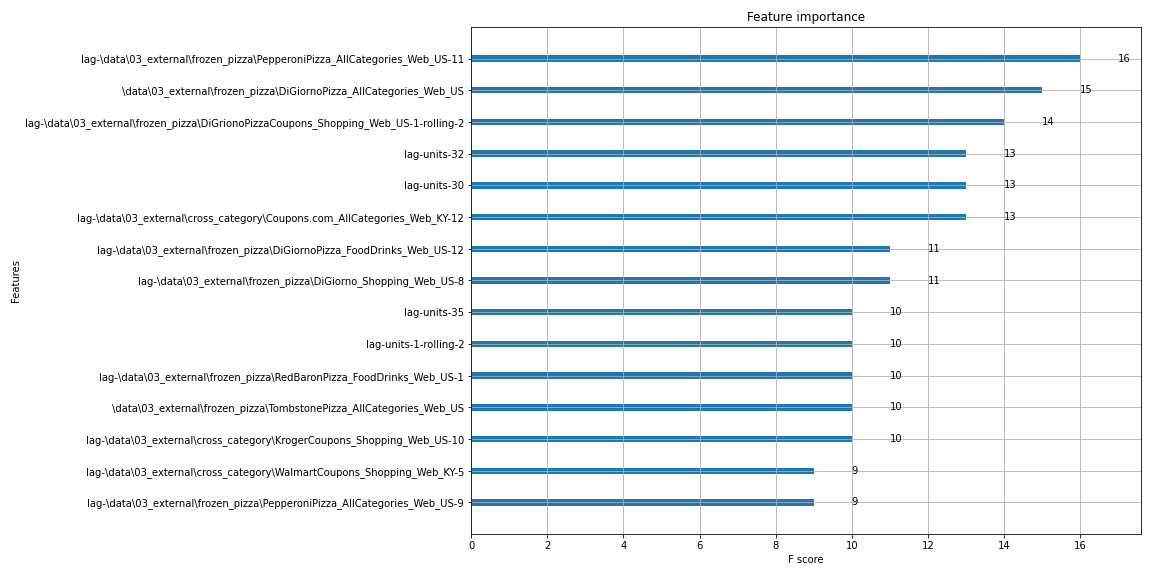 Feature importance
lag-\data\03_external\frozen_pizza\PepperoniPizza_AllCategories_Web_US-11 16
\data\03_external\frozen_pizza\DiGiornoPizza_AllCategories_Web_US 15
lag-\data\03_external\frozen_pizza\DiGrionoPizzaCoupons_Shopping_Web_US-1-rolling-2 14
lag-units-32 13
lag-units-30 13
lag-\data\03_external\cross_category\Coupons.com_AllCategories_Web_KY-12 13
lag-\data\03_external\frozen_pizza\DiGiornoPizza_FoodDrinks_Web_US-12 11
lag-\data\03_external\frozen_pizza\DiGiorno_Shopping_Web_US-8 11
lag-units-35 10
lag-units-1-rolling-2 10
lag-\data\03_external\frozen_pizza\RedBaronPizza_FoodDrinks_Web_US-1 10
\data\03_external\frozen_pizza\TombstonePizza_AllCategories_Web_US 10
lag-\data\03_external\cross_category\KrogerCoupons_Shopping_Web_US-10 10
lag-\data\03_external\cross_category\WalmartCoupons_Shopping_Web_KY-5 9
lag-\data\03_external\frozen_pizza\PepperoniPizza_AllCategories_Web_US-9 9
Features
0 2 4 6 8 10 12 14 16
F score